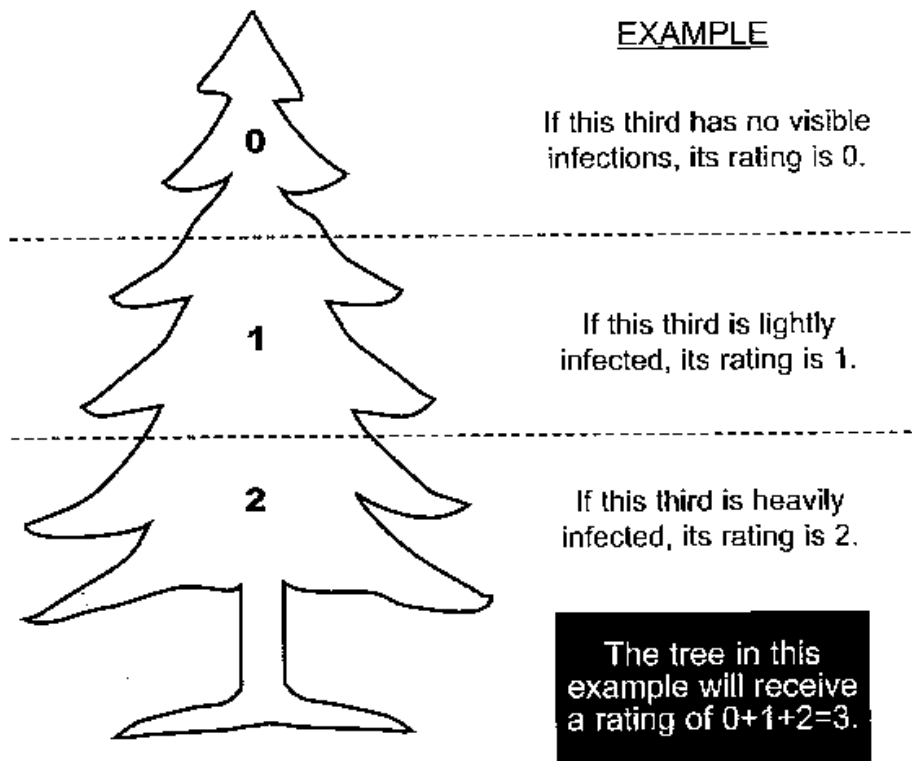 EXAMPLE
0
If this third has no visible
infections, its rating is 0.
1
If this third is lightly
infected, its rating is 1.
2
If this third is heavily
infected, its rating is 2.
The tree in this
example will receive
a rating of 0+1+2=3.